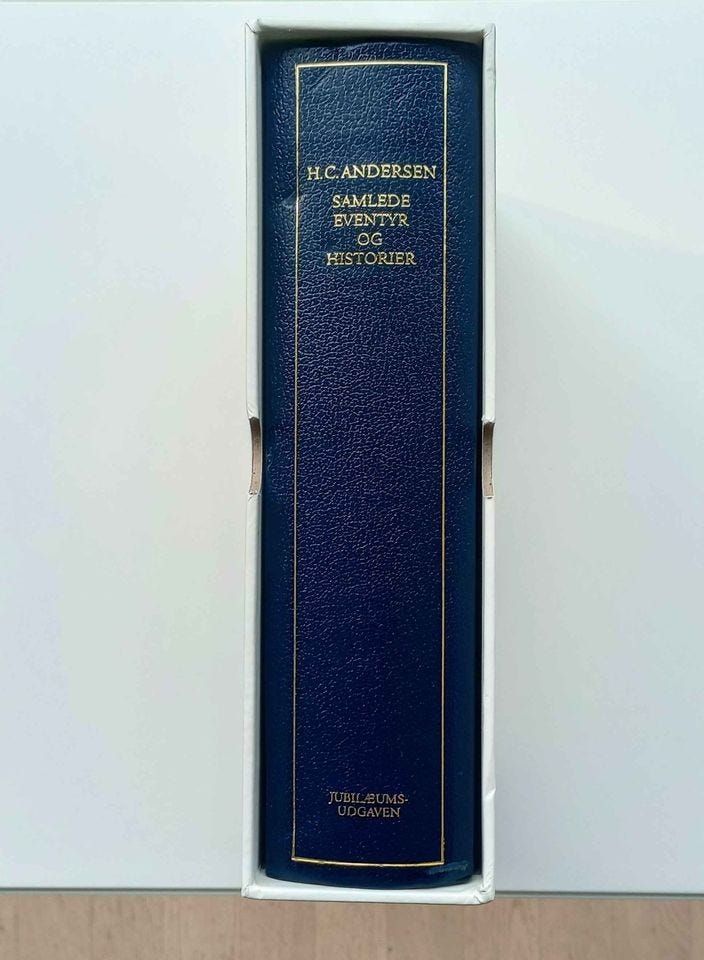 H. C. ANDERSEN
SAMLEDE
EVENTYR
OG
HISTORIER
JUBILÆUMS-
UDGAVEN